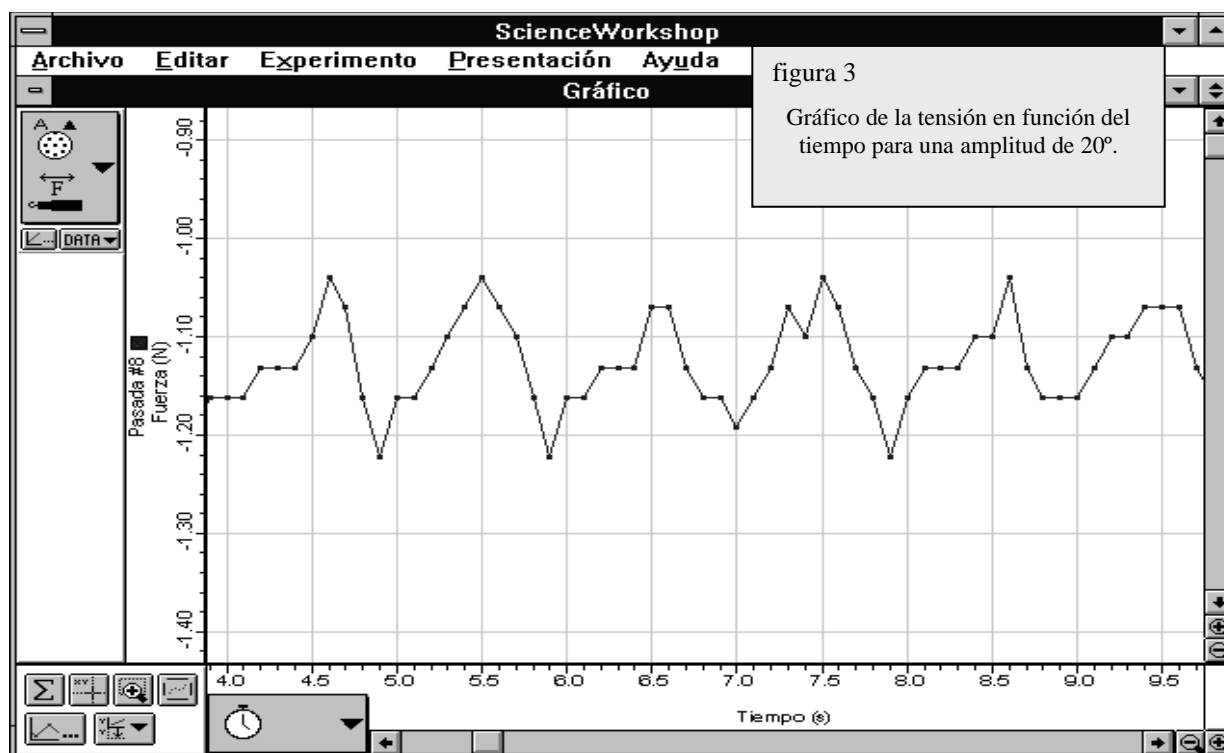 ScienceWorkshop
Archivo Editar Experimento Presentación Ayuda
figura 3
Gráfico de la tensión en función del
tiempo para una amplitud de 20º.
Gráfico
A
F
DATA
-0.90
-1.00
-1.10
-1.20
-1.30
-1.40
Pasada #8
Fuerza (N)
4.0 4.5 5.0 5.5 6.0 6.5 7.0 7.5 8.0 8.5 9.0 9.5
Tiempo (s)
Σ